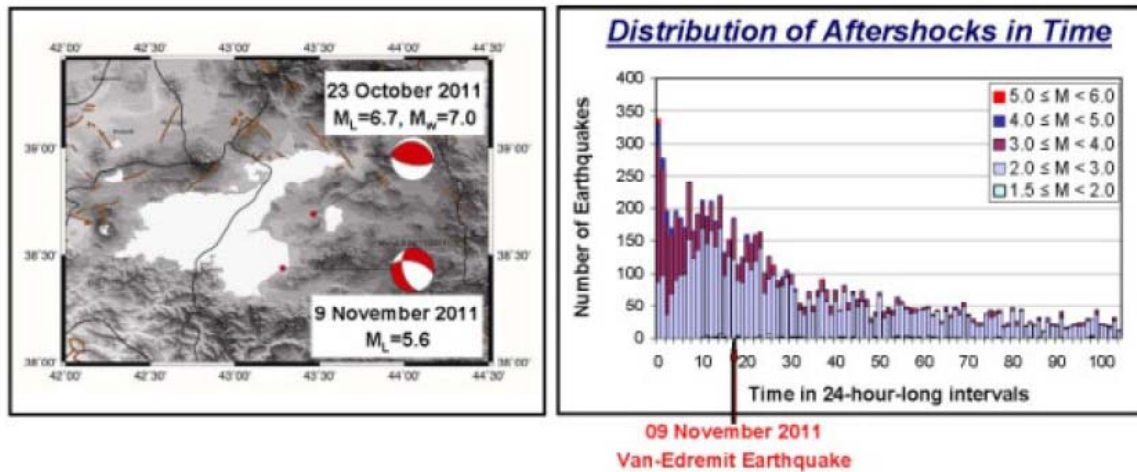 42°00' 42°30' 43°00' 43°30' 44°00' 44°30'
23 October 2011
M_L=6.7, M_w=7.0
39°00' 39°00'
38°30' 38°30'
9 November 2011
M_L=5.6
38°00' 38°00'
42°00' 42°30' 43°00' 43°30' 44°00' 44°30'
Distribution of Aftershocks in Time
Number of Earthquakes
400
350
300
250
200
150
100
50
0
5.0 ≤ M < 6.0
4.0 ≤ M < 5.0
3.0 ≤ M < 4.0
2.0 ≤ M < 3.0
1.5 ≤ M < 2.0
0 10 20 30 40 50 60 70 80 90 100
Time in 24-hour-long intervals
09 November 2011
Van-Edremit Earthquake